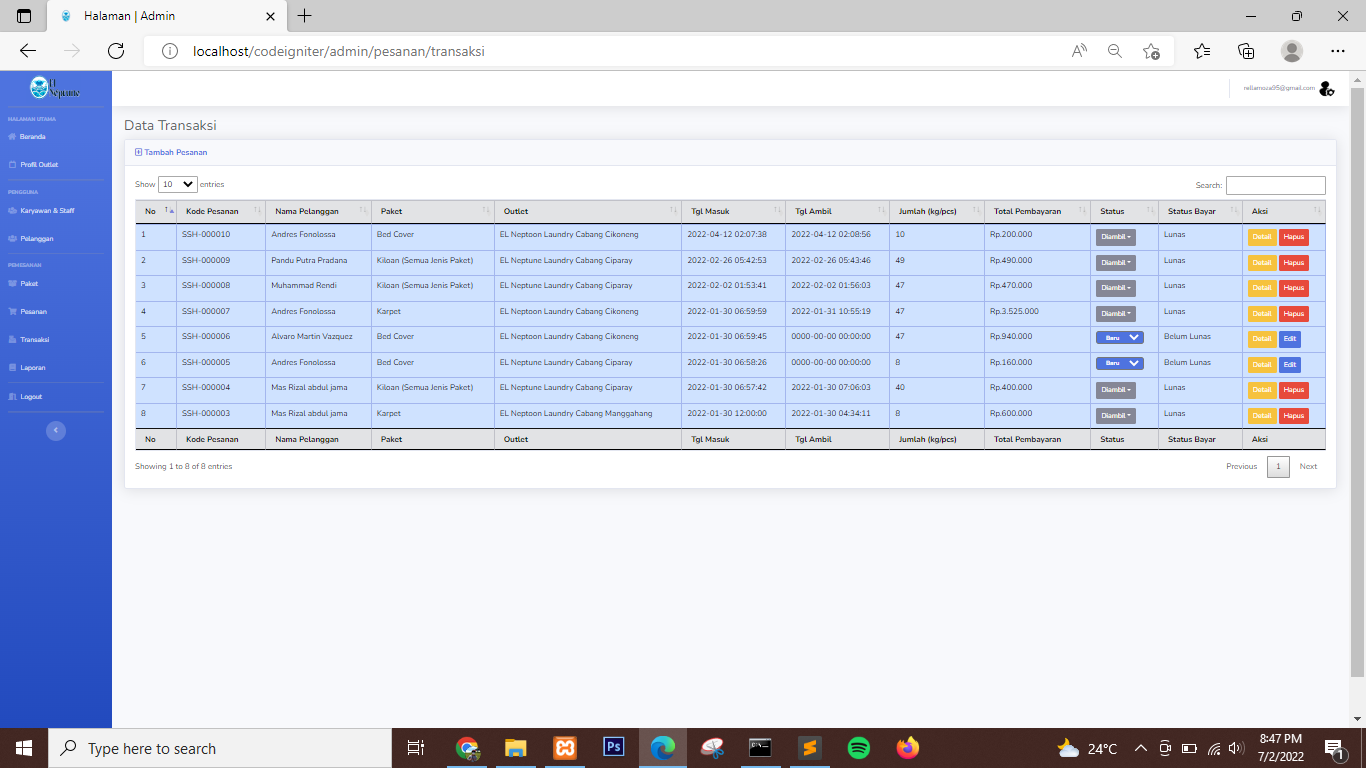 Halaman | Admin
localhost/codeigniter/admin/pesanan/transaksi
El Neptune
rellamoza95@gmail.com
HALAMAN UTAMA
Beranda
Profil Outlet
PENGGUNA
Karyawan & Staff
Pelanggan
PEMESANAN
Paket
Pesanan
Transaksi
Laporan
Logout
Data Transaksi
Tambah Pesanan
Show 10 entries Search:
No Kode Pesanan Nama Pelanggan Paket Outlet Tgl Masuk Tgl Ambil Jumlah (kg/pcs) Total Pembayaran Status Status Bayar Aksi
1 SSH-000010 Andres Fonolossa Bed Cover EL Neptoon Laundry Cabang Cikoneng 2022-04-12 02:07:38 2022-04-12 02:08:56 10 Rp.200.000 Diambil Lunas Detail Hapus
2 SSH-000009 Pandu Putra Pradana Kiloan (Semua Jenis Paket) EL Neptune Laundry Cabang Ciparay 2022-02-26 05:42:53 2022-02-26 05:43:46 49 Rp.490.000 Diambil Lunas Detail Hapus
3 SSH-000008 Muhammad Rendi Kiloan (Semua Jenis Paket) EL Neptune Laundry Cabang Ciparay 2022-02-02 01:53:41 2022-02-02 01:56:03 47 Rp.470.000 Diambil Lunas Detail Hapus
4 SSH-000007 Andres Fonolossa Karpet EL Neptoon Laundry Cabang Cikoneng 2022-01-30 06:59:59 2022-01-31 10:55:19 47 Rp.3.525.000 Diambil Lunas Detail Hapus
5 SSH-000006 Alvaro Martin Vazquez Bed Cover EL Neptoon Laundry Cabang Cikoneng 2022-01-30 06:59:45 0000-00-00 00:00:00 47 Rp.940.000 Baru Belum Lunas Detail Edit
6 SSH-000005 Andres Fonolossa Bed Cover EL Neptune Laundry Cabang Ciparay 2022-01-30 06:58:26 0000-00-00 00:00:00 8 Rp.160.000 Baru Belum Lunas Detail Edit
7 SSH-000004 Mas Rizal abdul jama Kiloan (Semua Jenis Paket) EL Neptune Laundry Cabang Ciparay 2022-01-30 06:57:42 2022-01-30 07:06:03 40 Rp.400.000 Diambil Lunas Detail Hapus
8 SSH-000003 Mas Rizal abdul jama Karpet EL Neptoon Laundry Cabang Manggahang 2022-01-30 12:00:00 2022-01-30 04:34:11 8 Rp.600.000 Diambil Lunas Detail Hapus
No Kode Pesanan Nama Pelanggan Paket Outlet Tgl Masuk Tgl Ambil Jumlah (kg/pcs) Total Pembayaran Status Status Bayar Aksi
Showing 1 to 8 of 8 entries Previous 1 Next
Type here to search
Ps
24°C
8:47 PM
7/2/2022
1